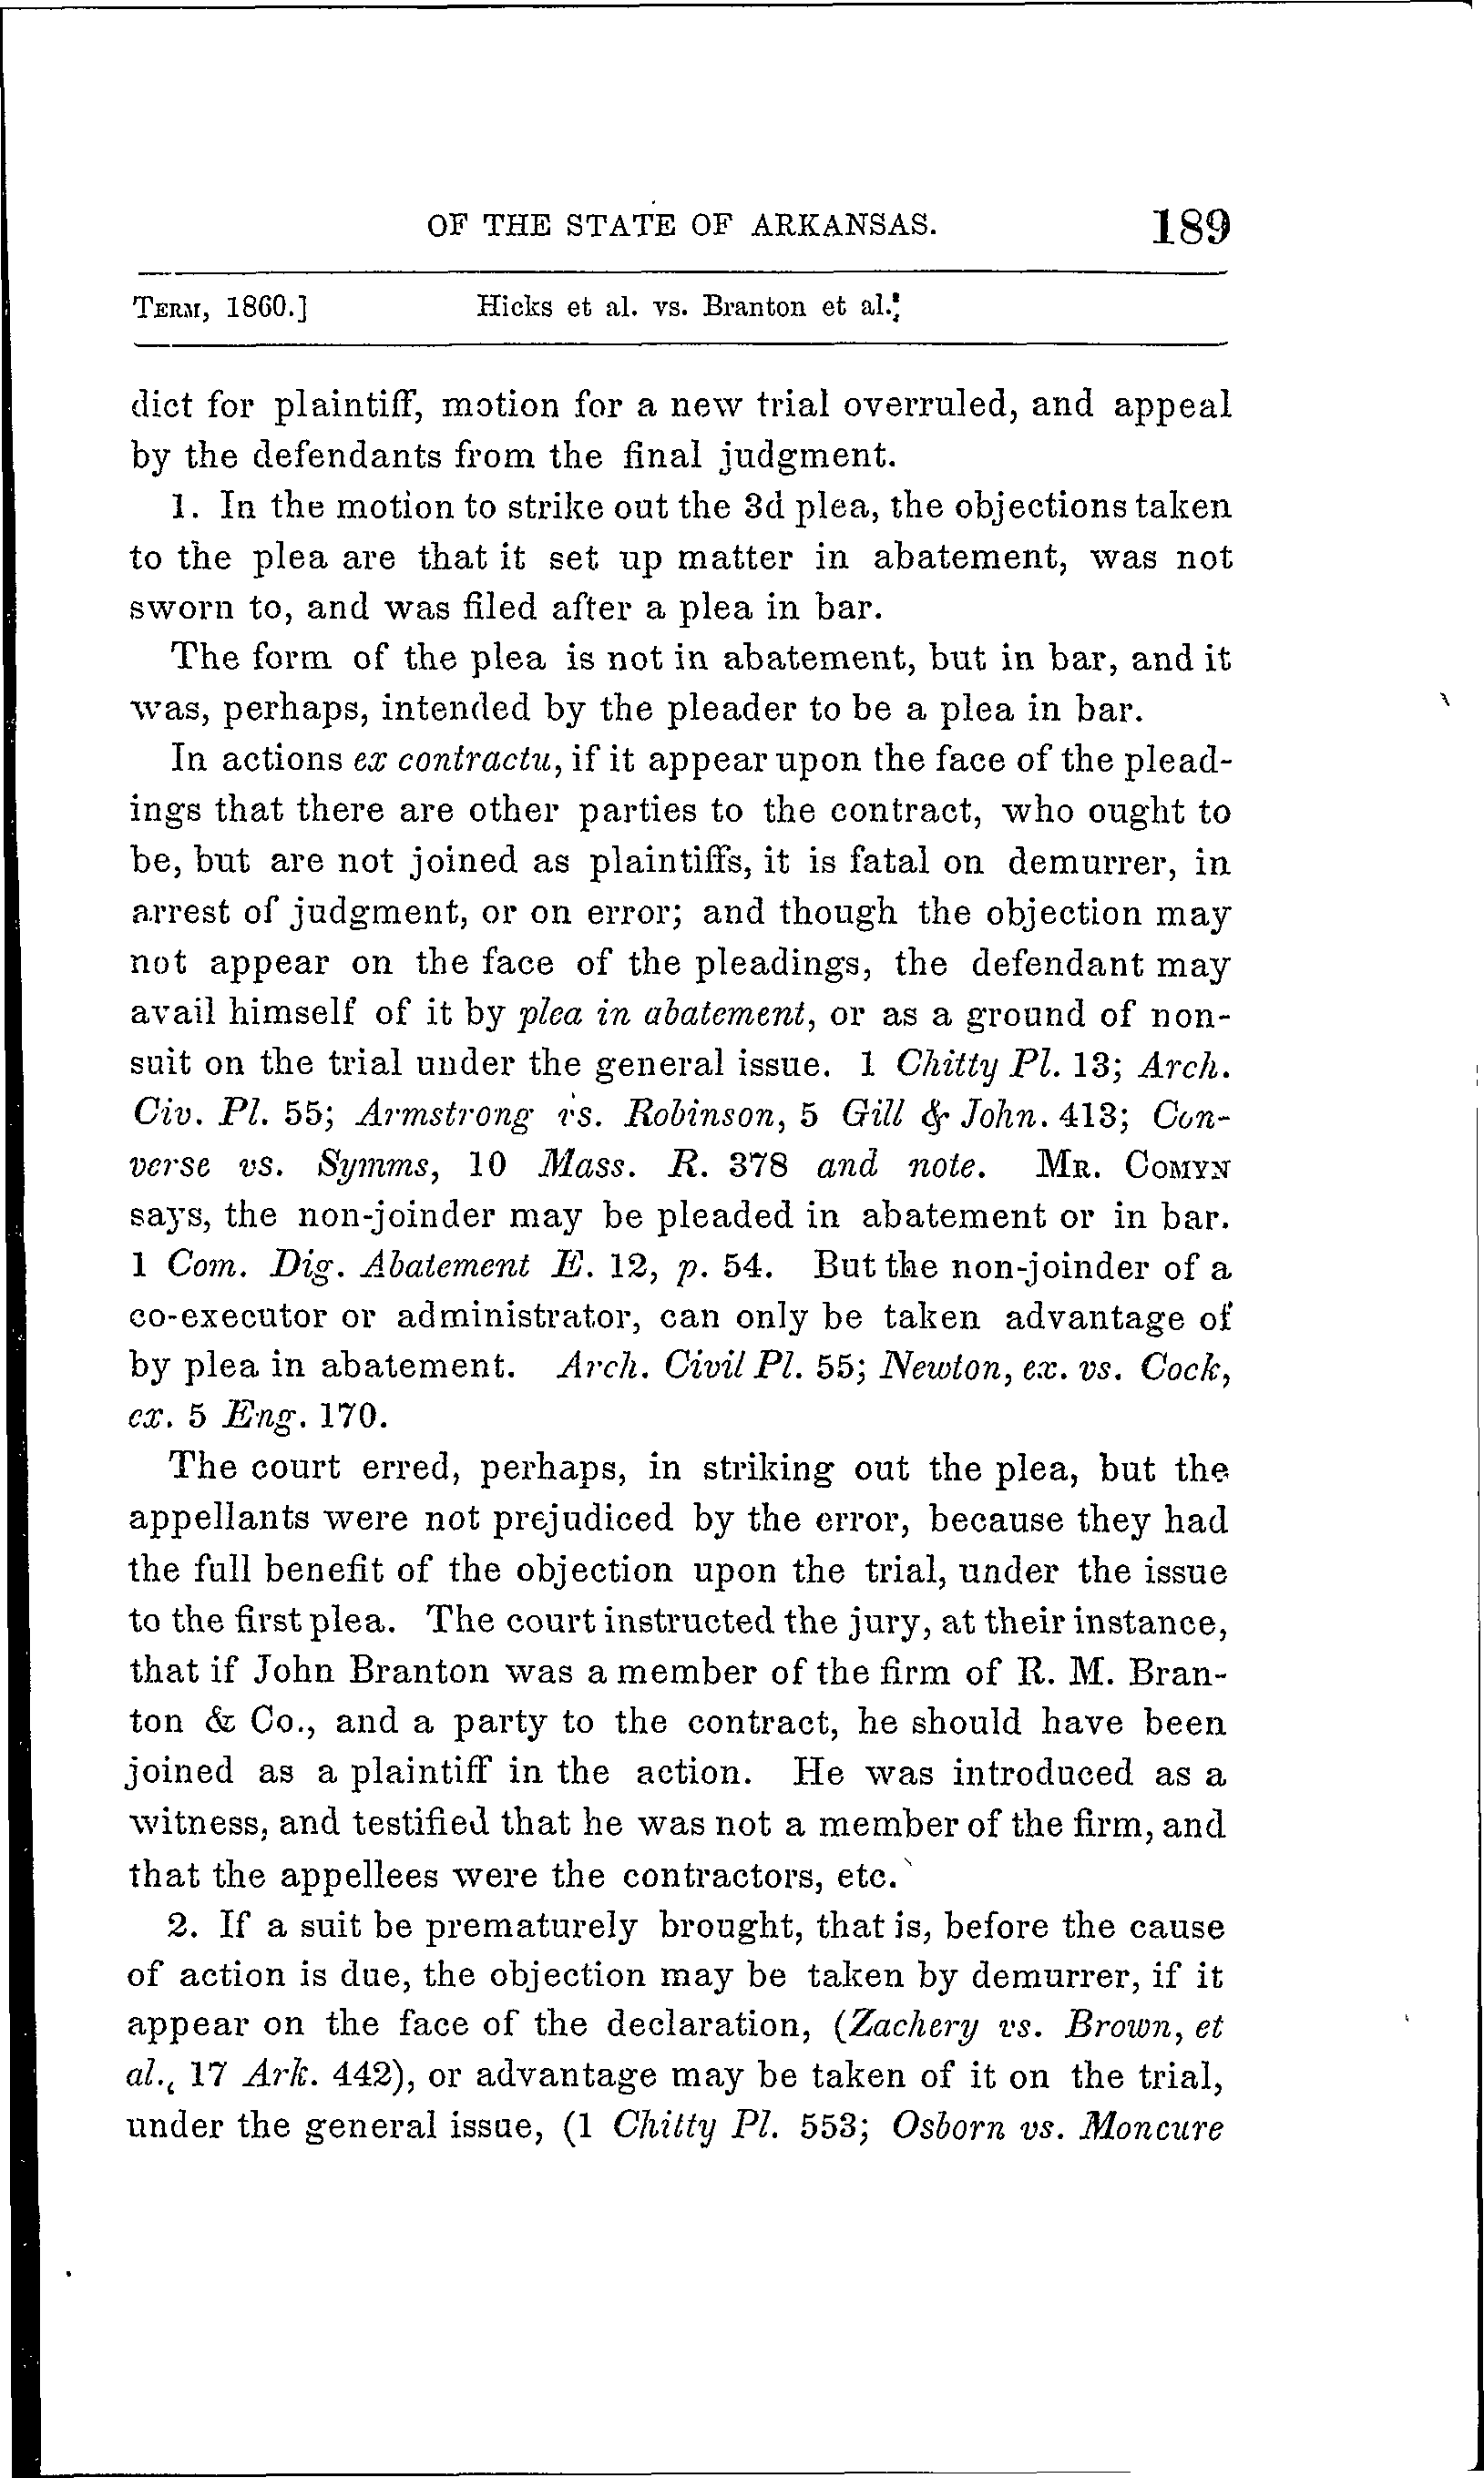 OF THE STATE OF ARKANSAS. 189
TERM, 1860.] Hicks et al. vs. Branton et al.
dict for plaintiff, motion for a new trial overruled, and appeal
by the defendants from the final judgment.
1. In the motion to strike out the 3d plea, the objections taken
to the plea are that it set up matter in abatement, was not
sworn to, and was filed after a plea in bar.
The form of the plea is not in abatement, but in bar, and it
was, perhaps, intended by the pleader to be a plea in bar.
In actions ex contractu, if it appear upon the face of the plead-
ings that there are other parties to the contract, who ought to
be, but are not joined as plaintiffs, it is fatal on demurrer, in
arrest of judgment, or on error; and though the objection may
not appear on the face of the pleadings, the defendant may
avail himself of it by plea in abatement, or as a ground of non-
suit on the trial under the general issue. 1 Chitty Pl. 13; Arch.
Civ. Pl. 55; Armstrong vs. Robinson, 5 Gill & John. 413; Con-
verse vs. Symms, 10 Mass. R. 378 and note. MR. COMYN
says, the non-joinder may be pleaded in abatement or in bar.
1 Com. Dig. Abatement E. 12, p. 54. But the non-joinder of a
co-executor or administrator, can only be taken advantage of
by plea in abatement. Arch. Civil Pl. 55; Newton, ex. vs. Cock,
ex. 5 Eng. 170.
The court erred, perhaps, in striking out the plea, but the
appellants were not prejudiced by the error, because they had
the full benefit of the objection upon the trial, under the issue
to the first plea. The court instructed the jury, at their instance,
that if John Branton was a member of the firm of R. M. Bran-
ton & Co., and a party to the contract, he should have been
joined as a plaintiff in the action. He was introduced as a
witness, and testified that he was not a member of the firm, and
that the appellees were the contractors, etc.
2. If a suit be prematurely brought, that is, before the cause
of action is due, the objection may be taken by demurrer, if it
appear on the face of the declaration, (Zachery vs. Brown, et
al., 17 Ark. 442), or advantage may be taken of it on the trial,
under the general issue, (1 Chitty Pl. 553; Osborn vs. Moncure